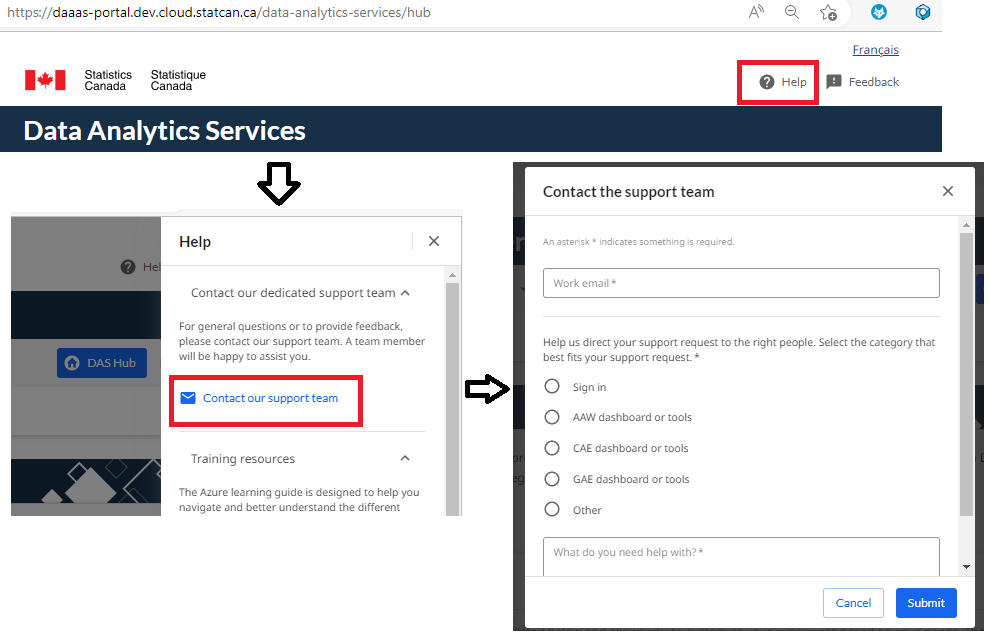 https://daaas-portal.dev.cloud.statcan.ca/data-analytics-services/hub
Français
Statistics Statistique
Canada Canada
Help Feedback
Data Analytics Services
Help
Hel
Contact our dedicated support team
For general questions or to provide feedback,
please contact our support team. A team member
will be happy to assist you.
DAS Hub
Contact our support team
Training resources
The Azure learning guide is designed to help you
navigate and better understand the different
Contact the support team
An asterisk * indicates something is required.
Work email *
Help us direct your support request to the right people. Select the category that
best fits your support request. *
Sign in
AAW dashboard or tools
CAE dashboard or tools
GAE dashboard or tools
Other
What do you need help with? *
Cancel Submit